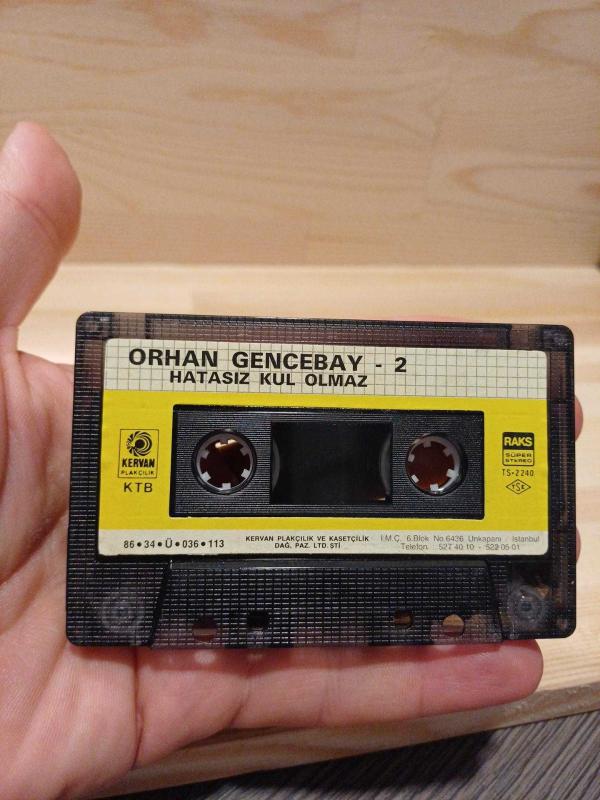 ORHAN GENCEBAY - 2
HATASIZ KUL OLMAZ
KERVAN
PLAKÇILIK
KTB
RAKS
SÜPER
STEREO
TS•2240
TSE
86•34•Ü•036•113
KERVAN PLAKÇILIK VE KASETÇİLİK
DAĞ. PAZ. LTD. ŞTİ
İ.M.Ç. 6.Blok No.6436 Unkapanı / İstanbul
Telefon : 527 40 10 - 522 05 01